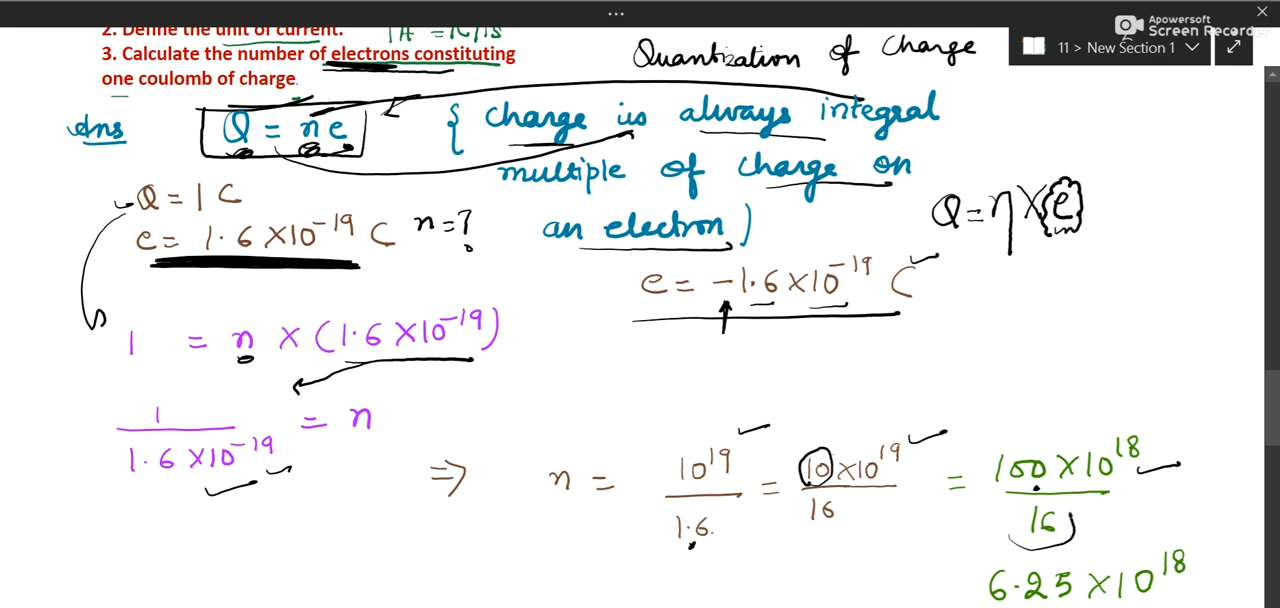 2. Define the unit of current. 1A = 1C/1s
3. Calculate the number of electrons constituting
one coulomb of charge.
Quantization of Charge
Apowersoft
Screen Recorder
11 > New Section 1
Ans
Q = ne { charge is always integral
multiple of charge on
an electron)
Q = 1 C
e = 1.6×10⁻¹⁹ C n = ?
Q = n × e
e = -1.6×10⁻¹⁹ C
1 = n × (1.6×10⁻¹⁹)
1/1.6×10⁻¹⁹ = n
⇒ n = 10¹⁹/1.6 = 10×10¹⁹/16 = 100×10¹⁸/16
6.25×10¹⁸